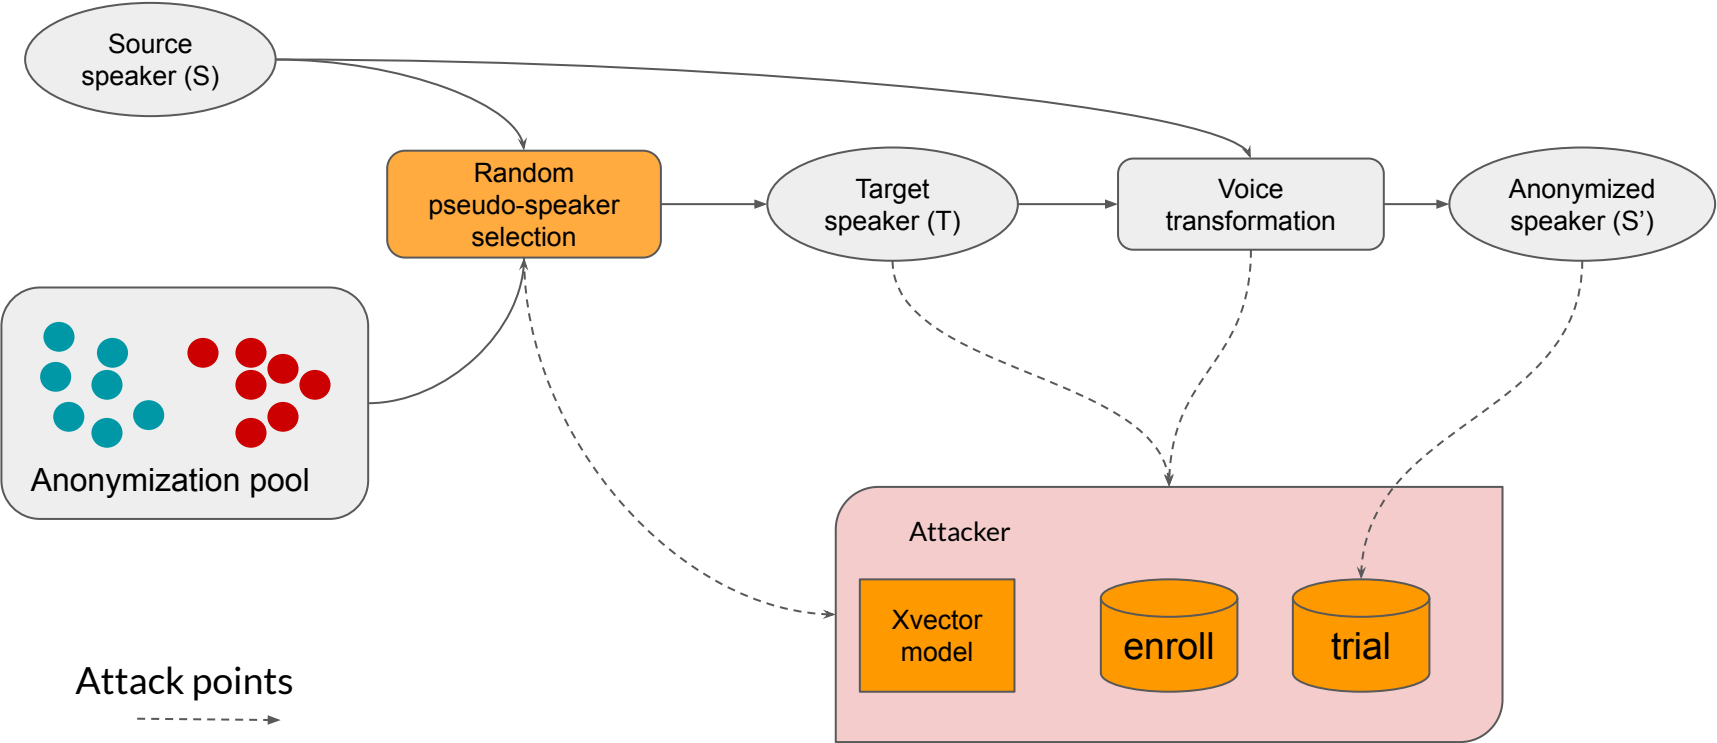 Source
speaker (S)
Random
pseudo-speaker
selection
Target
speaker (T)
Voice
transformation
Anonymized
speaker (S’)
Anonymization pool
Attacker
Xvector
model
enroll
trial
Attack points